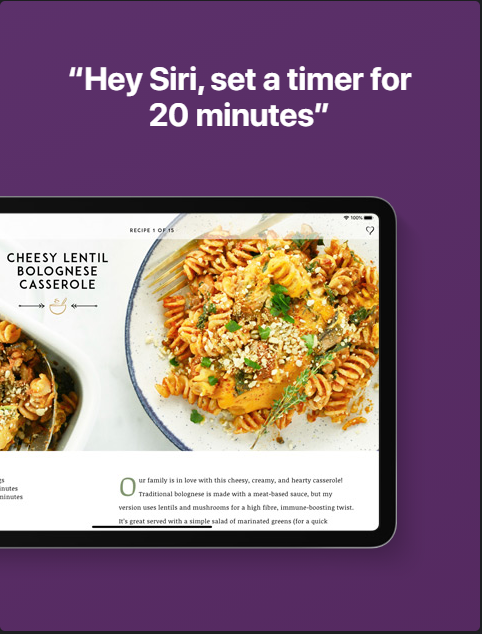 “Hey Siri, set a timer for
20 minutes”
100%
RECIPE 1 OF 15
CHEESY LENTIL
BOLOGNESE
CASSEROLE
gs
inutes
minutes
Our family is in love with this cheesy, creamy, and hearty casserole!
Traditional bolognese is made with a meat-based sauce, but my
version uses lentils and mushrooms for a high fibre, immune-boosting twist.
It's great served with a simple salad of marinated greens (for a quick